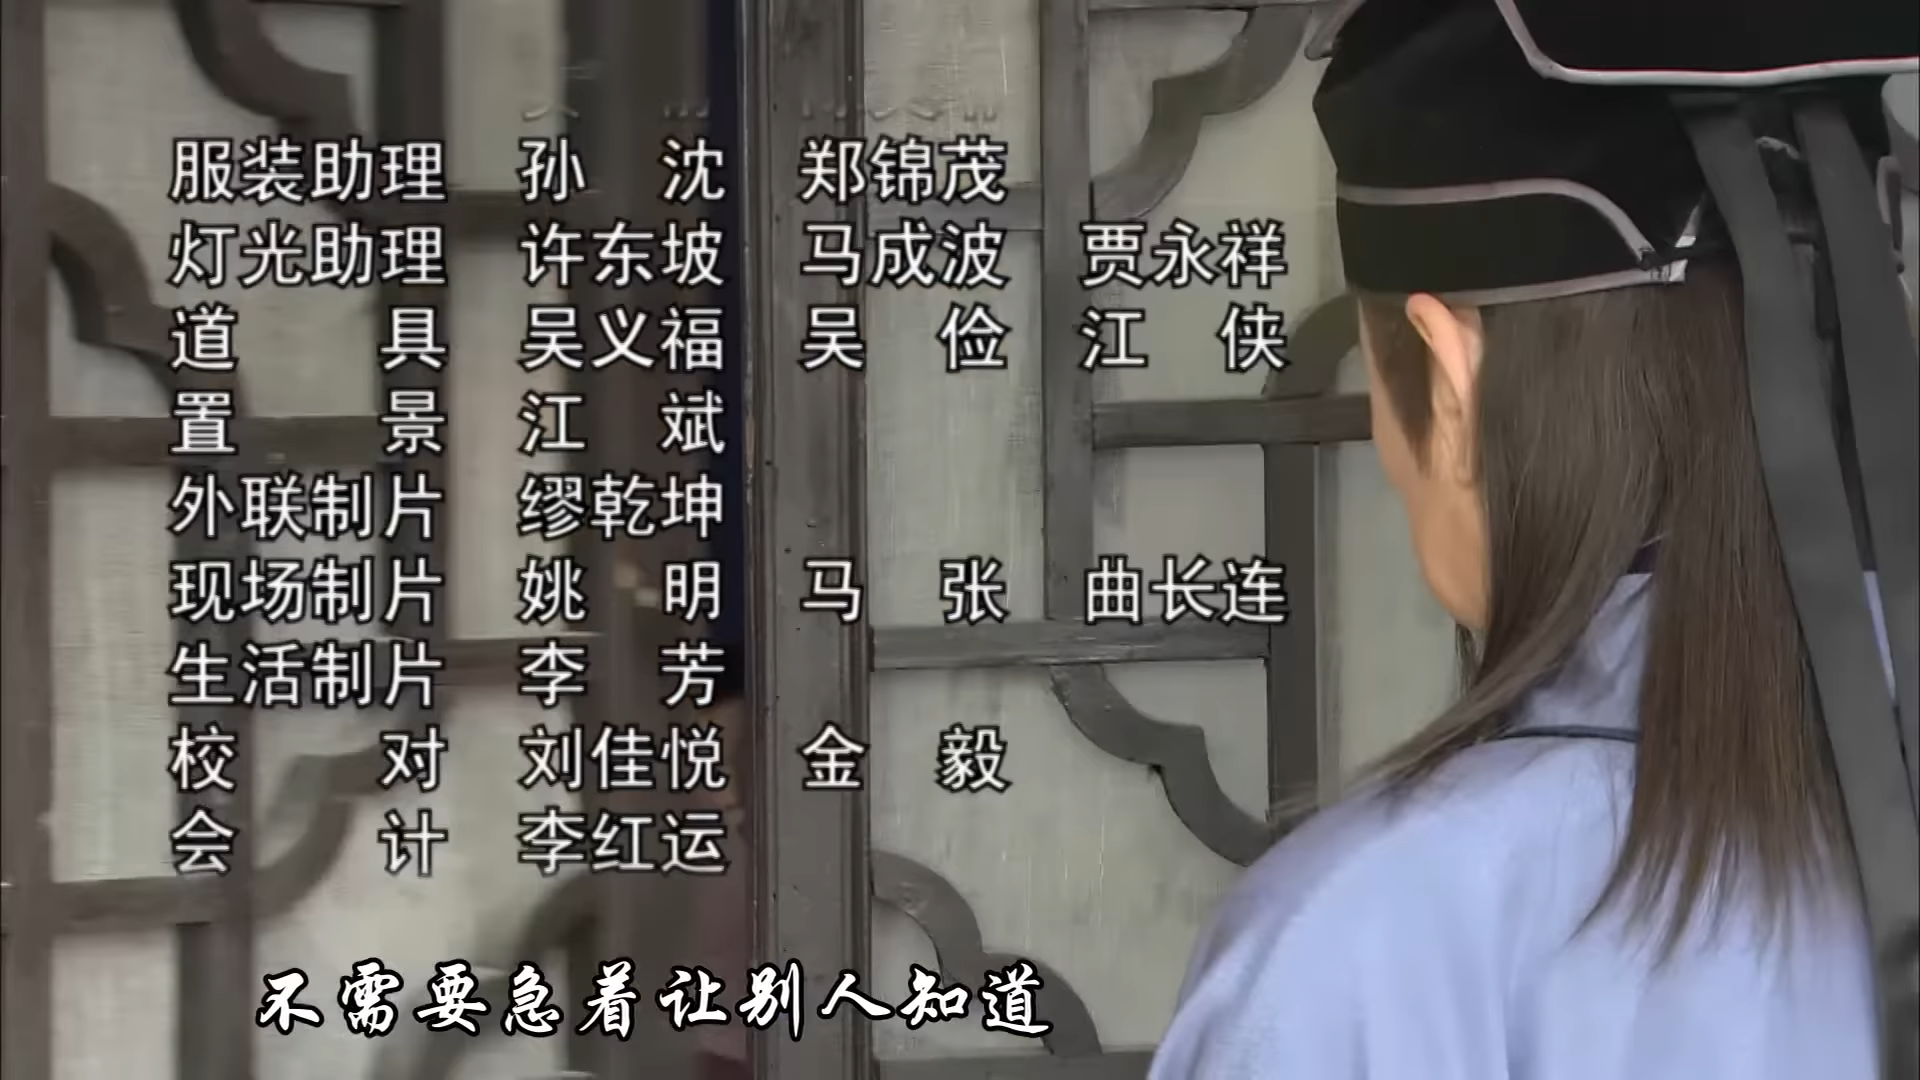 服装助理 孙 沈 郑锦茂
灯光助理 许东坡 马成波 贾永祥
道 具 吴义福 吴 俭 江 侠
置 景 江 斌
外联制片 缪乾坤
现场制片 姚 明 马 张 曲长连
生活制片 李 芳
校 对 刘佳悦 金 毅
会 计 李红运
不需要急着让别人知道